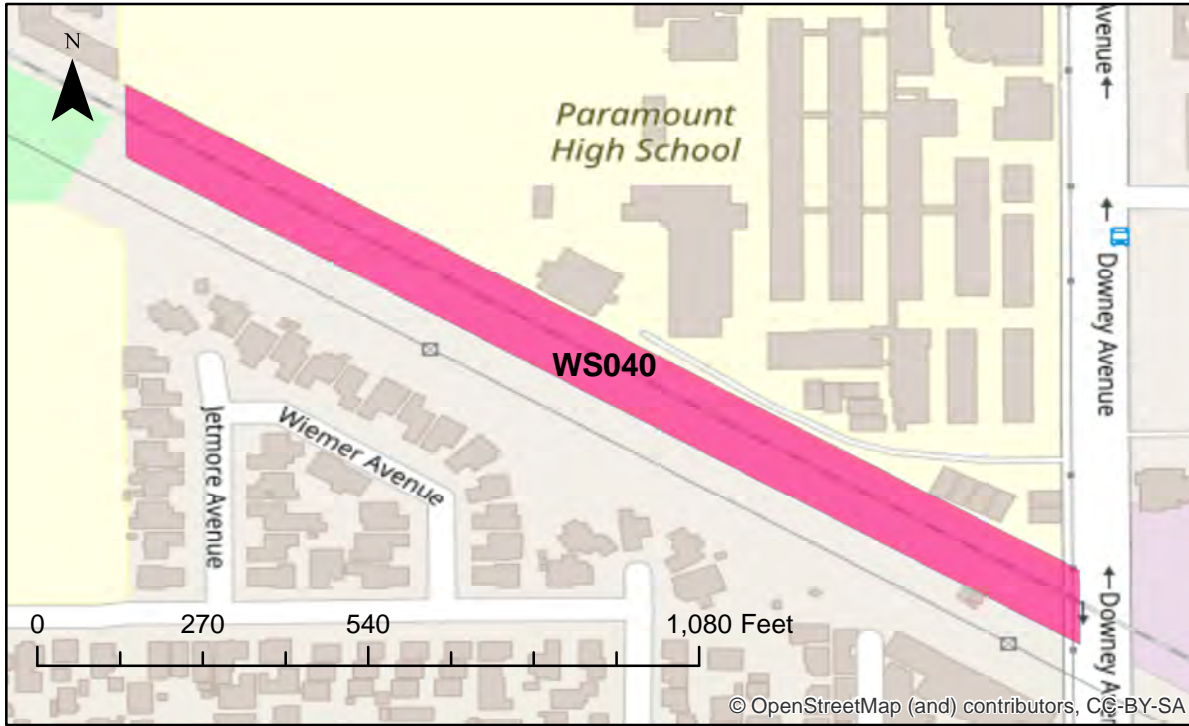 N
Avenue
Paramount
High School
Downey Avenue
WS040
Jetmore Avenue
Wiemer Avenue
Downey A
0 270 540 1,080 Feet
© OpenStreetMap (and) contributors, CC-BY-SA